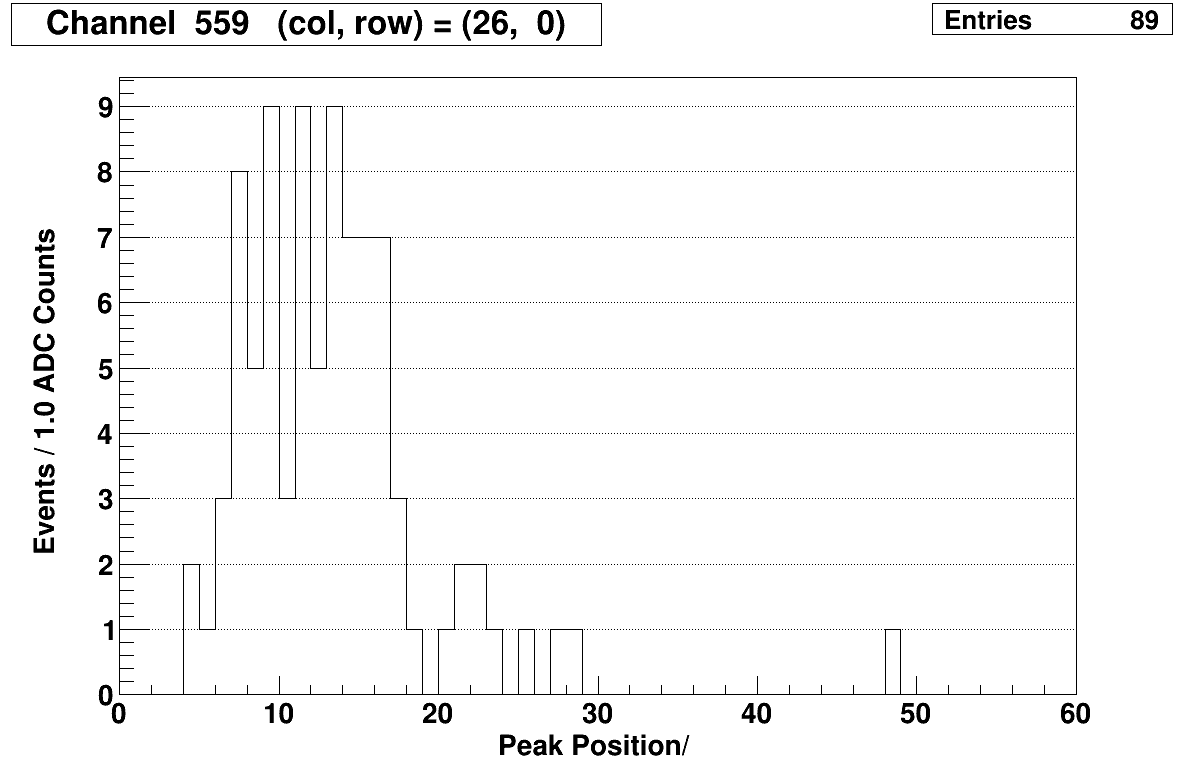 Channel 559 (col, row) = (26, 0)
Entries 89
Events / 1.0 ADC Counts
9
8
7
6
5
4
3
2
1
0
0 10 20 30 40 50 60
Peak Position/